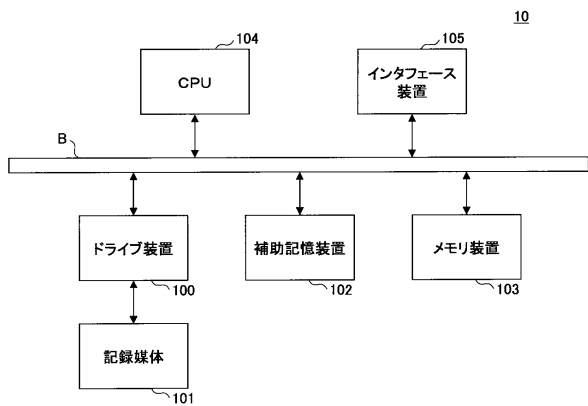 10
104
105
CPU
インタフェース
装置
B
ドライブ装置
補助記憶装置
メモリ装置
100
102
103
記録媒体
101